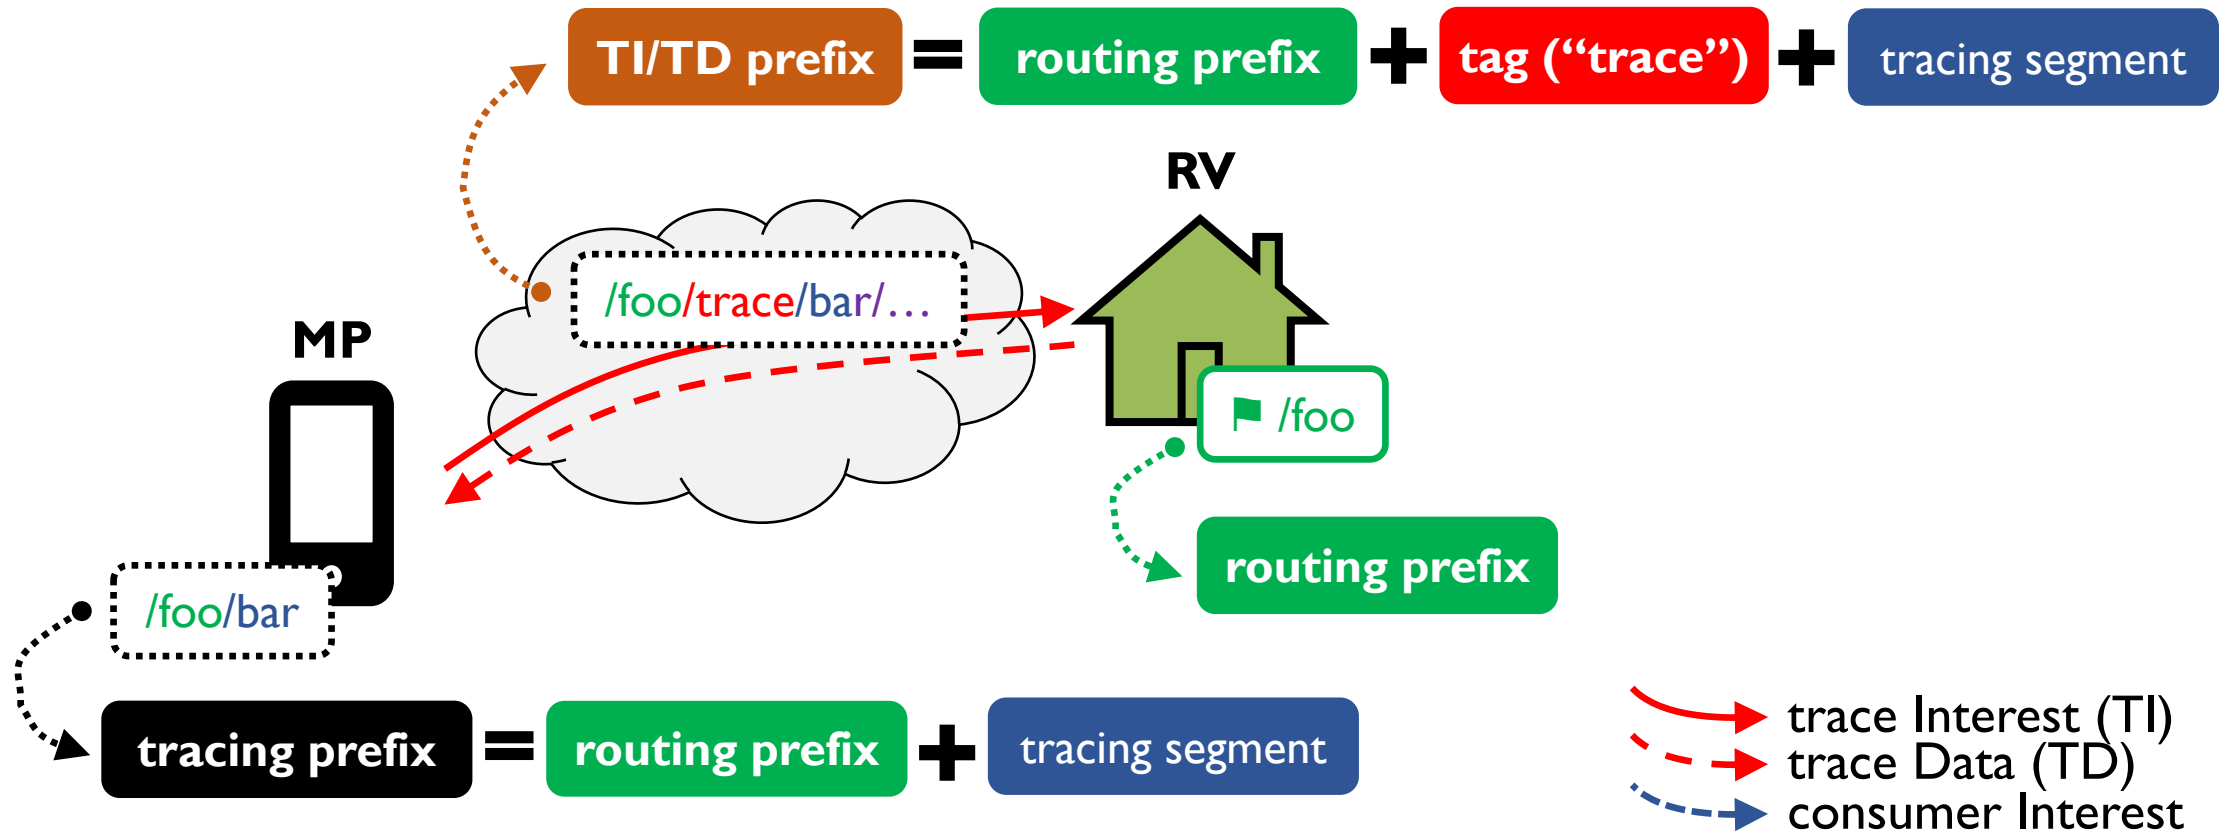 TI/TD prefix = routing prefix + tag (“trace”) + tracing segment
RV
/foo/trace/bar/…
MP
/foo
routing prefix
/foo/bar
tracing prefix = routing prefix + tracing segment
trace Interest (TI)
trace Data (TD)
consumer Interest